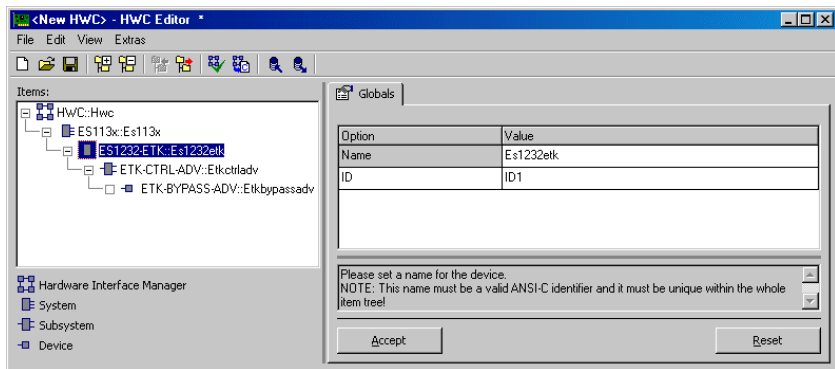 <New HWC> - HWC Editor *
File Edit View Extras
Items:
HWC::Hwc
ES113x::Es113x
ES1232-ETK::Es1232etk
ETK-CTRL-ADV::Etkctrladv
ETK-BYPASS-ADV::Etkbypassadv
Hardware Interface Manager
System
Subsystem
Device
Globals
Option Value
Name Es1232etk
ID ID1
Please set a name for the device.
NOTE: This name must be a valid ANSI-C identifier and it must be unique within the whole
item tree!
Accept Reset